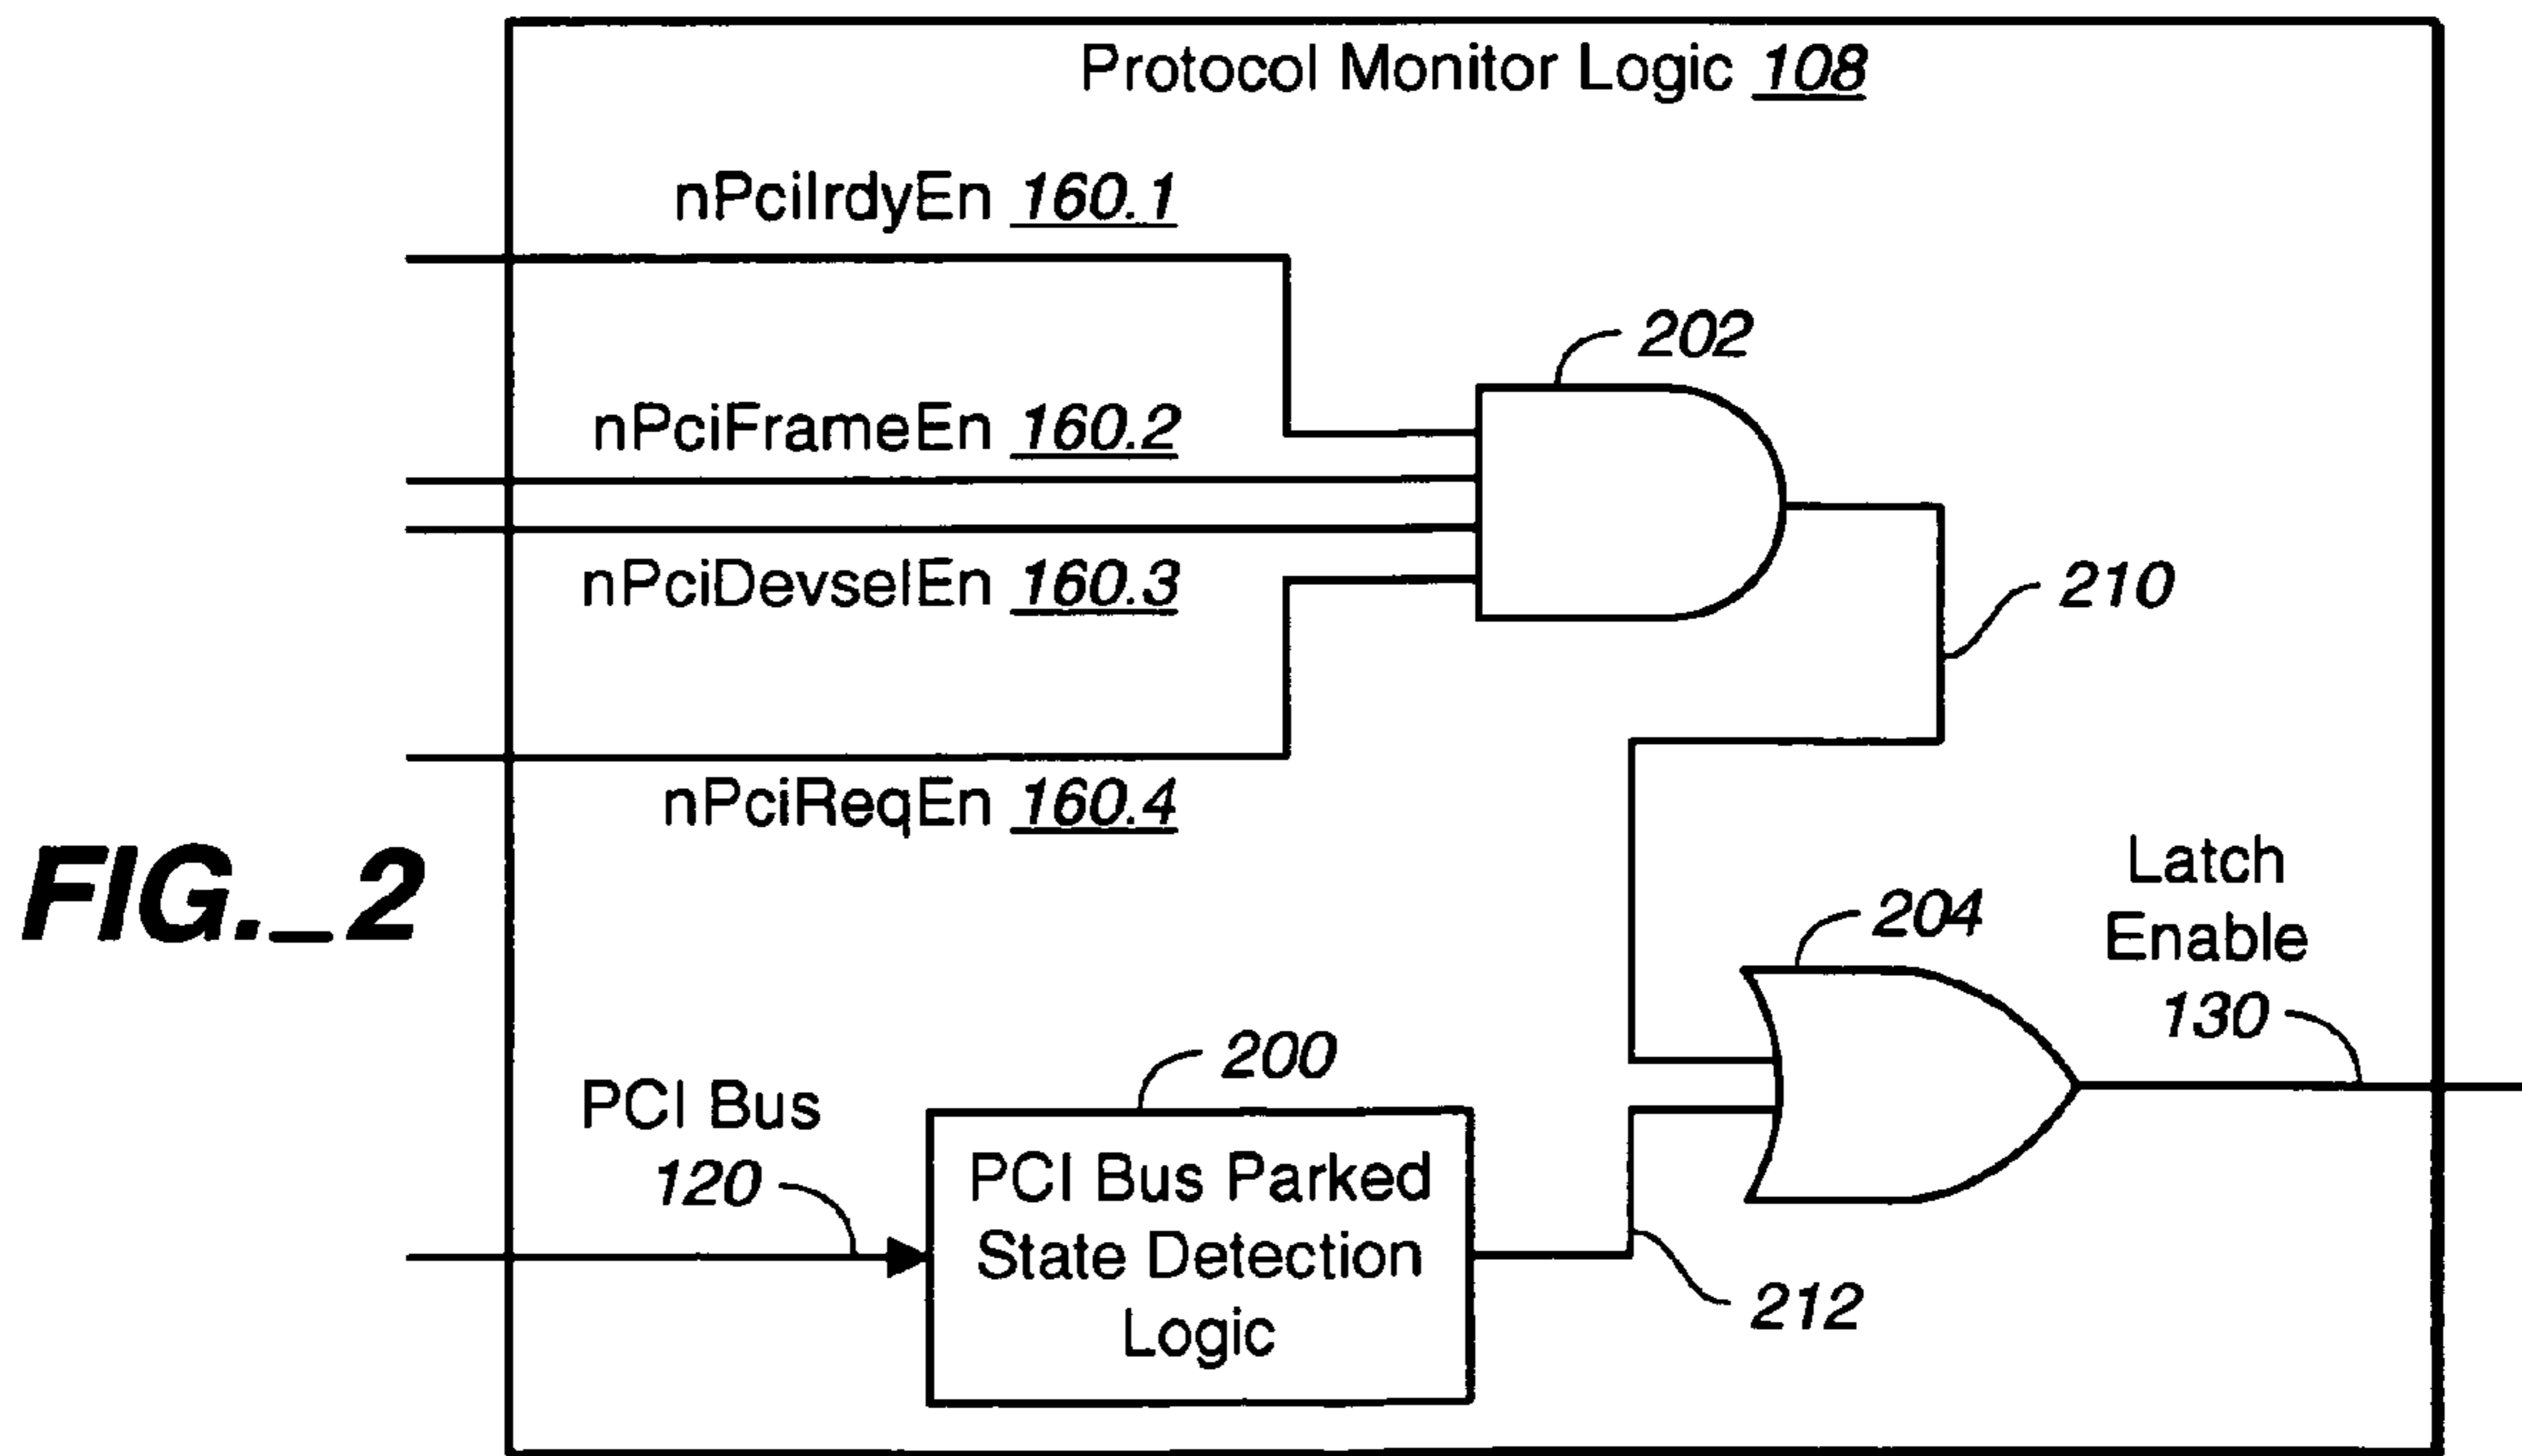 Protocol Monitor Logic 108
nPciIrdyEn 160.1
202
nPciFrameEn 160.2
nPciDevselEn 160.3
210
nPciReqEn 160.4
FIG._2
Latch
Enable
130
204
200
PCI Bus
120
PCI Bus Parked
State Detection
Logic
212